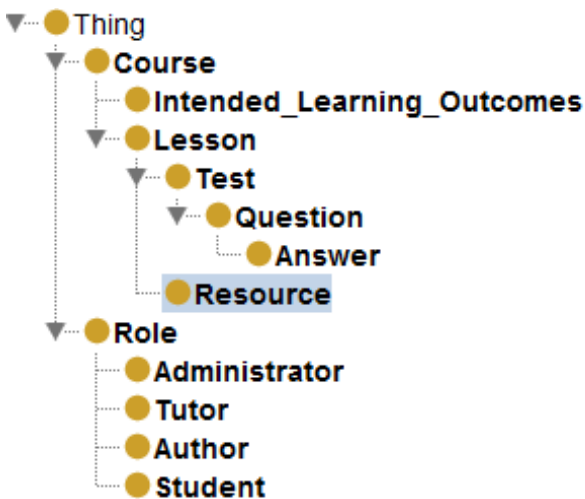 Thing
Course
Intended_Learning_Outcomes
Lesson
Test
Question
Answer
Resource
Role
Administrator
Tutor
Author
Student